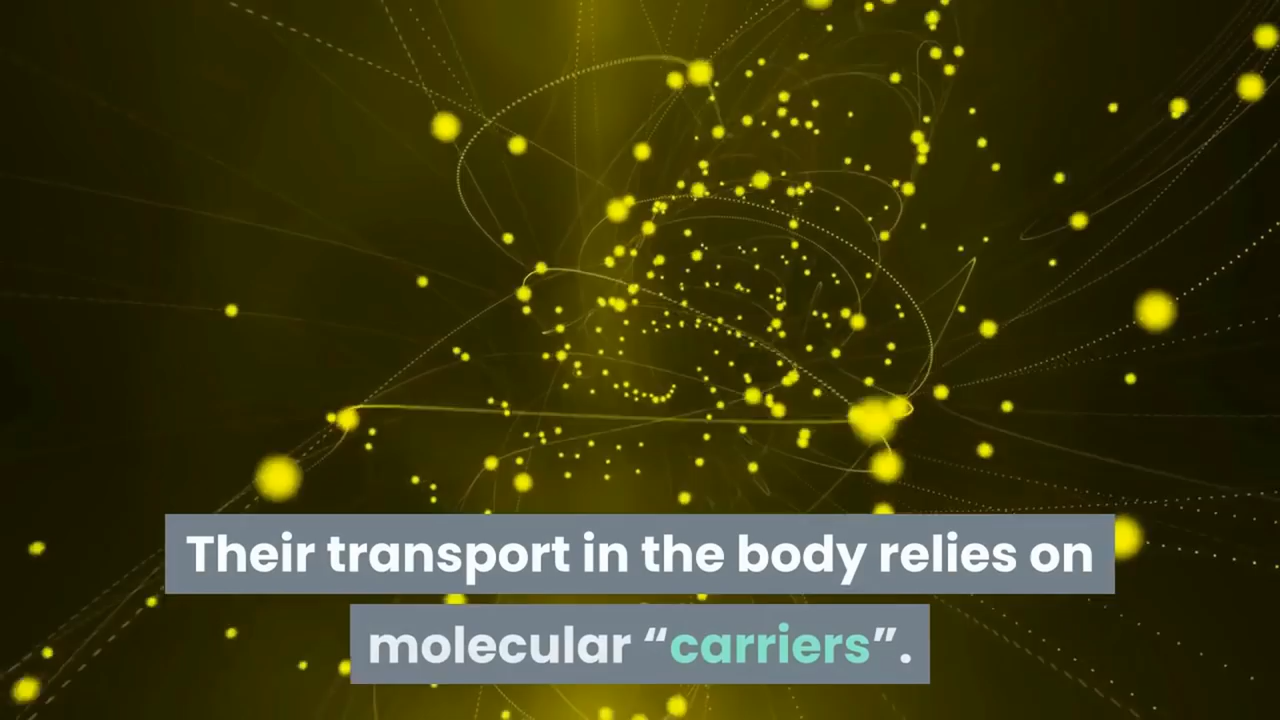 Their transport in the body relies on
molecular “carriers”.